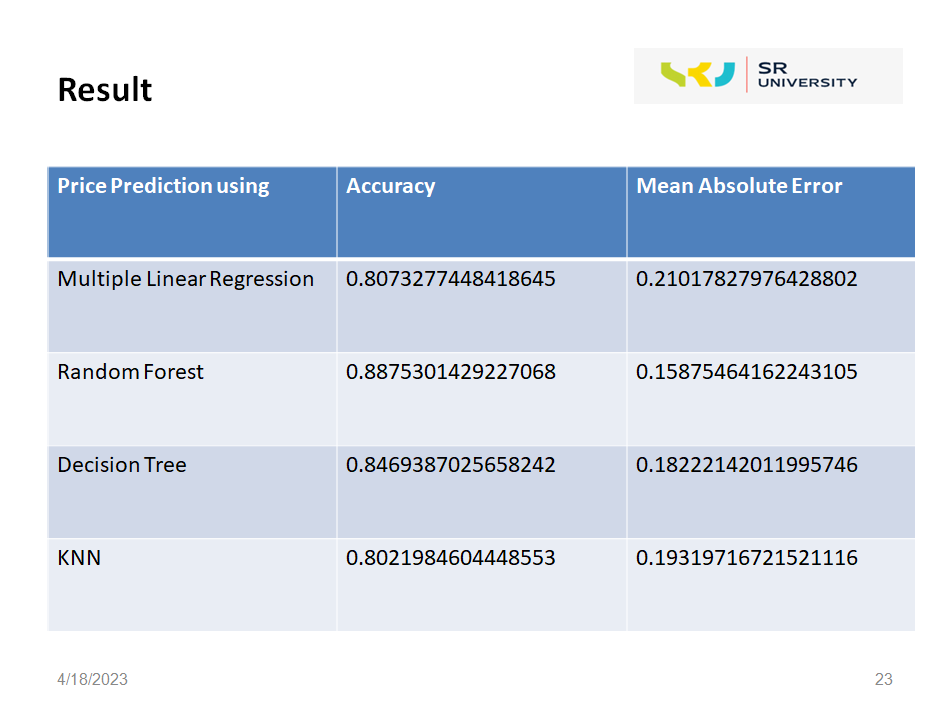 Result
SR
UNIVERSITY
Price Prediction using Accuracy Mean Absolute Error
Multiple Linear Regression 0.8073277448418645 0.21017827976428802
Random Forest 0.8875301429227068 0.15875464162243105
Decision Tree 0.8469387025658242 0.18222142011995746
KNN 0.8021984604448553 0.19319716721521116
4/18/2023 23